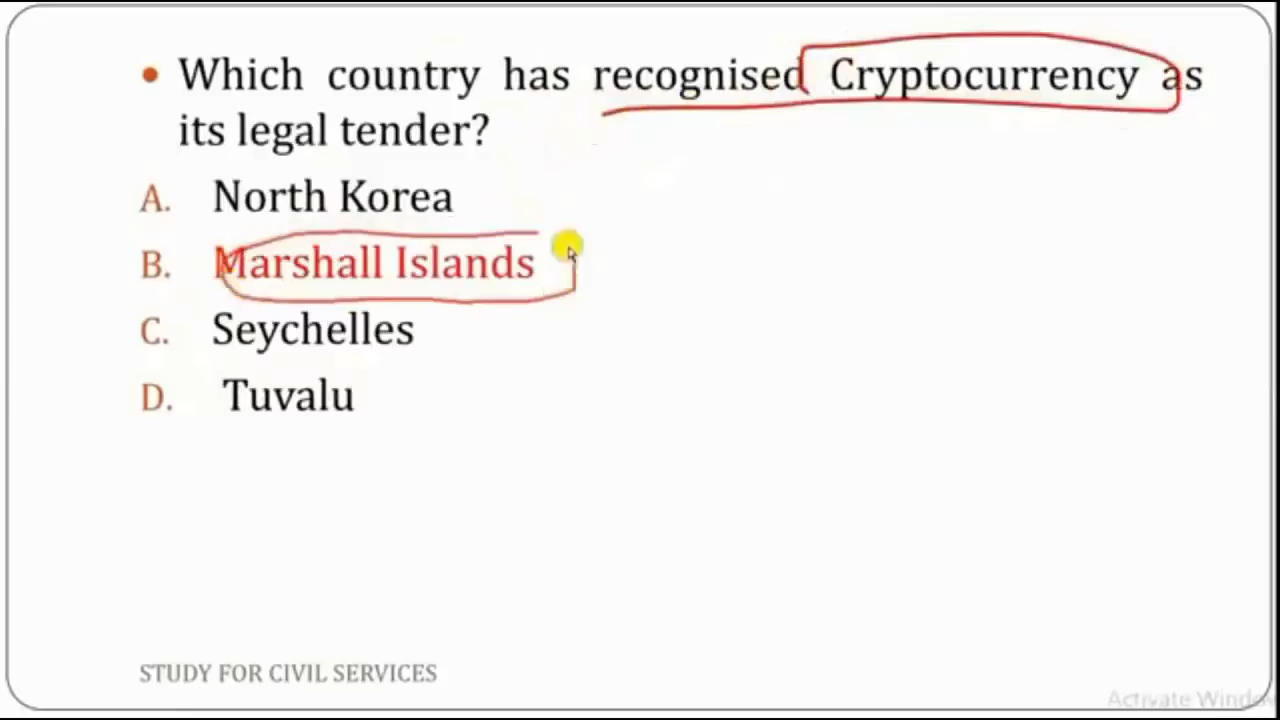 • Which country has recognised Cryptocurrency as
its legal tender?
A. North Korea
B. Marshall Islands
C. Seychelles
D. Tuvalu
STUDY FOR CIVIL SERVICES
Activate Windo